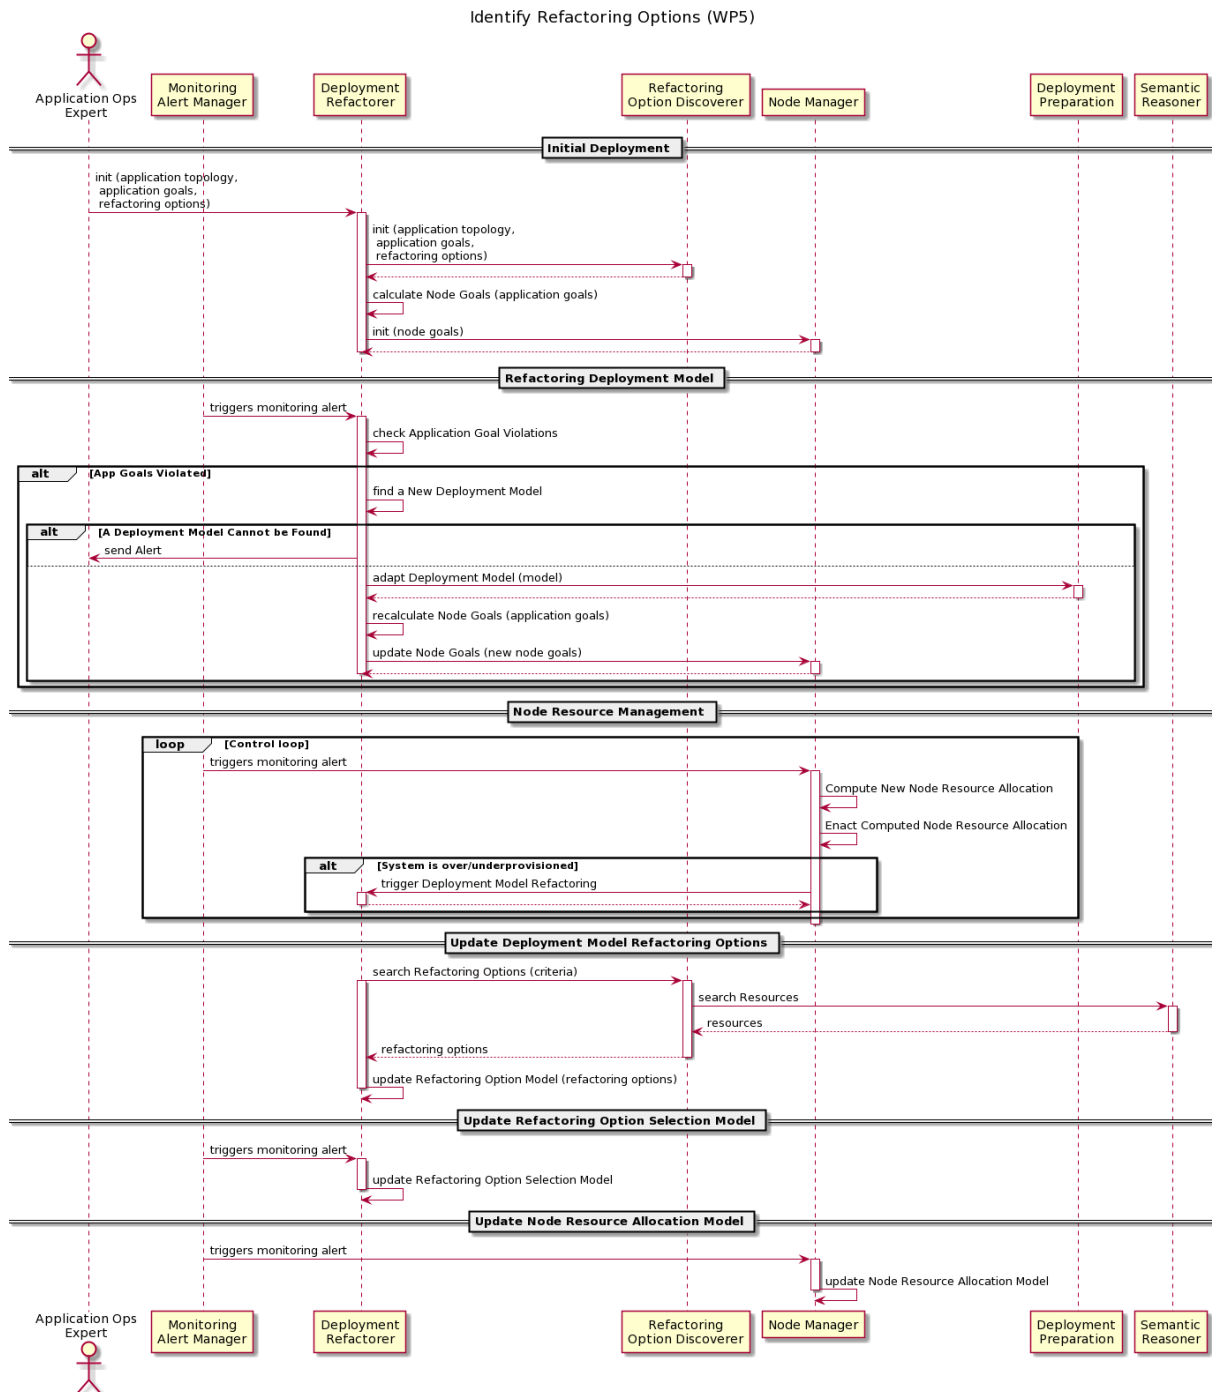 Identify Refactoring Options (WP5)
Application Ops
Expert
Monitoring
Alert Manager
Deployment
Refactorer
Refactoring
Option Discoverer
Node Manager
Deployment
Preparation
Semantic
Reasoner
Initial Deployment
init (application topology,
application goals,
refactoring options)
init (application topology,
application goals,
refactoring options)
calculate Node Goals (application goals)
init (node goals)
Refactoring Deployment Model
triggers monitoring alert
check Application Goal Violations
alt [App Goals Violated]
find a New Deployment Model
alt [A Deployment Model Cannot be Found]
send Alert
adapt Deployment Model (model)
recalculate Node Goals (application goals)
update Node Goals (new node goals)
Node Resource Management
loop [Control loop]
triggers monitoring alert
Compute New Node Resource Allocation
Enact Computed Node Resource Allocation
alt [System is over/underprovisioned]
trigger Deployment Model Refactoring
Update Deployment Model Refactoring Options
search Refactoring Options (criteria)
search Resources
resources
refactoring options
update Refactoring Option Model (refactoring options)
Update Refactoring Option Selection Model
triggers monitoring alert
update Refactoring Option Selection Model
Update Node Resource Allocation Model
triggers monitoring alert
update Node Resource Allocation Model
Application Ops
Expert
Monitoring
Alert Manager
Deployment
Refactorer
Refactoring
Option Discoverer
Node Manager
Deployment
Preparation
Semantic
Reasoner